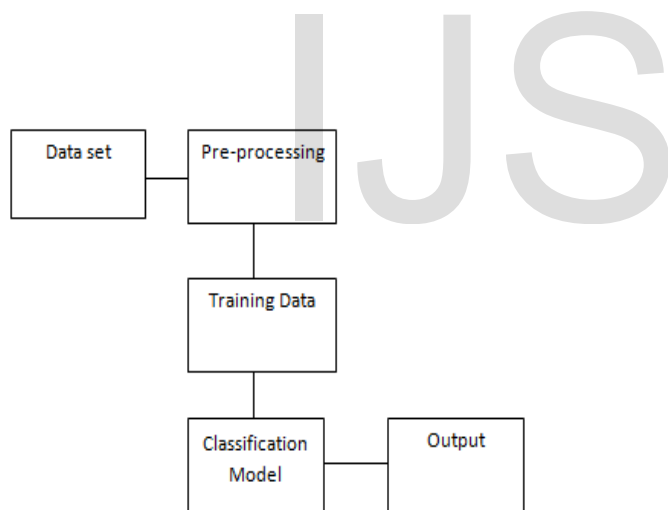 IJS
Data set
Pre-processing
Training Data
Classification
Model
Output